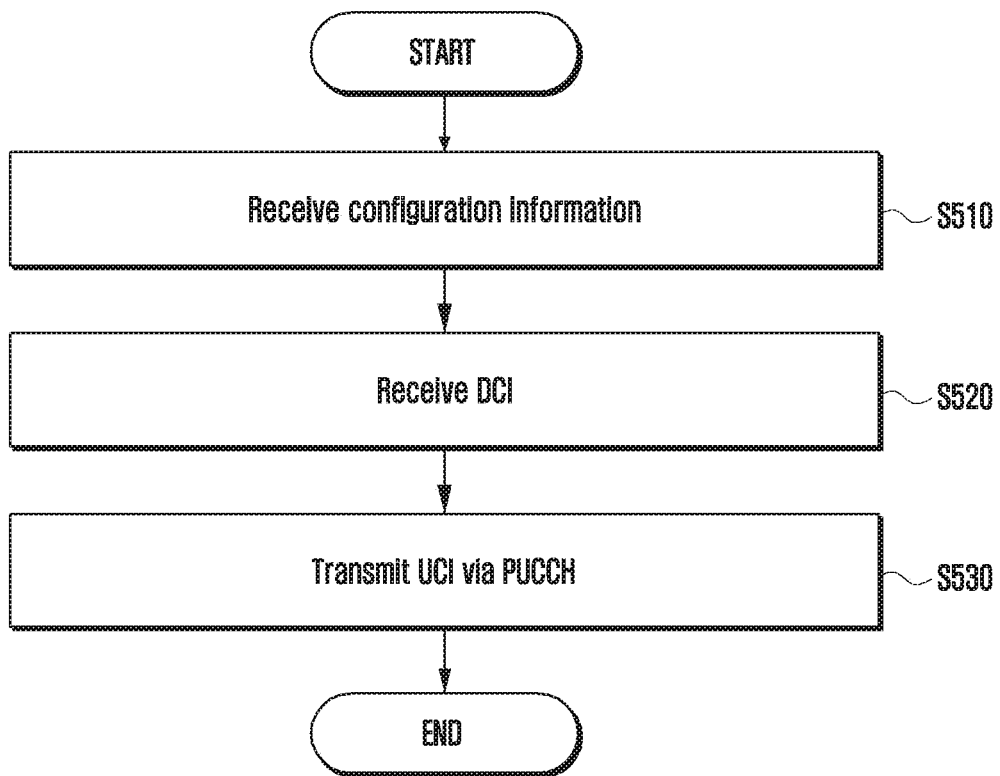 START
Receive configuration information
S510
Receive DCI
S520
Transmit UCI via PUCCH
S530
END